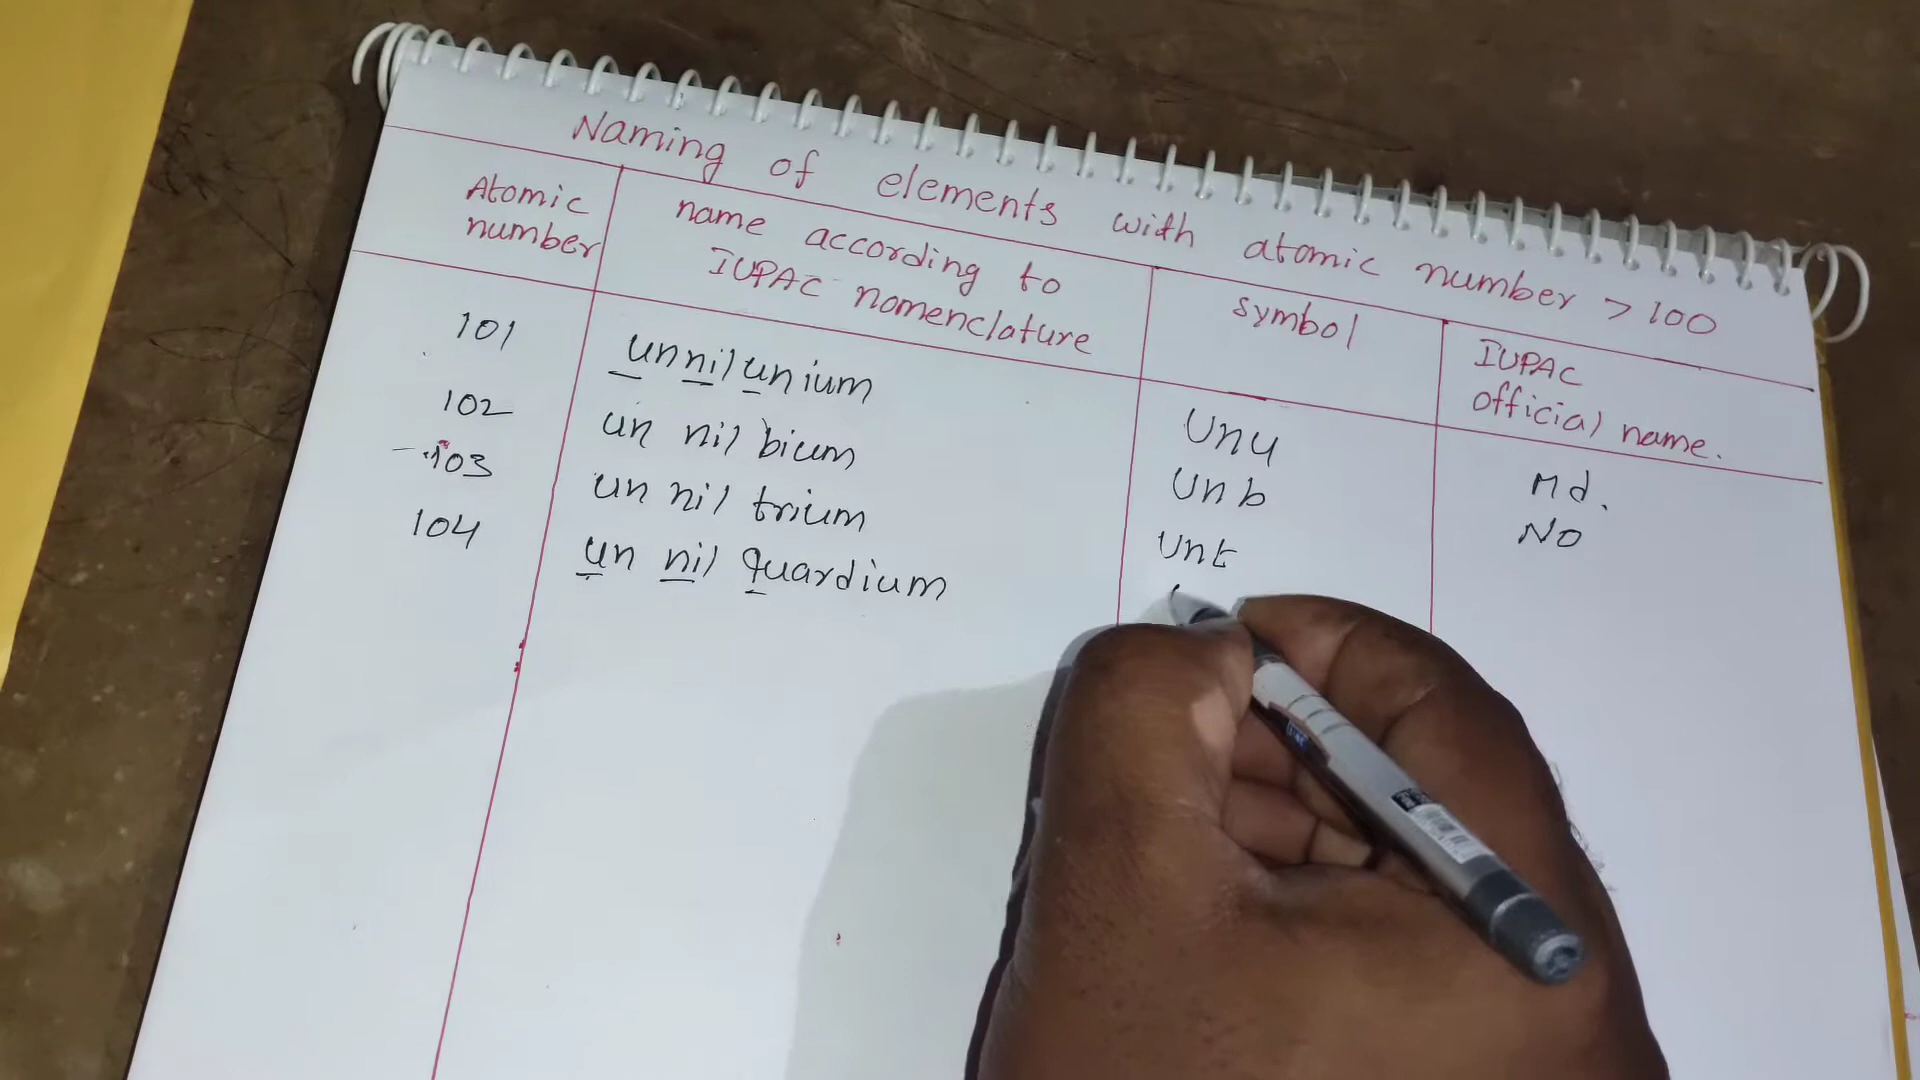 Naming of elements with atomic number > 100
Atomic number
name according to IUPAC nomenclature
symbol
IUPAC official name.
101 unnilunium Unu Md.
102 un nil bium Unb NO
103 un nil trium Unt
104 un nil quardium